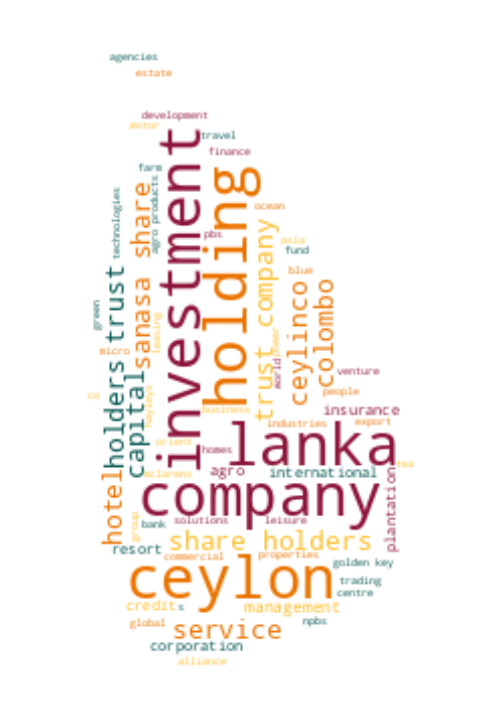 agencies
estate
development
motor
travel
finance
investment
holding
farm
agro products
share
technologies
ocean
pbs
trust company
asia
fund
blue
sanasa
holders trust
green
ceylinco
colombo
leasing
micro
power
world
venture
capital
people
co
hayleys
business
insurance
industries
export
lanka
orient
homes
agro
international
tea
mclarens
hotel
company
plantation
group
bank
solutions
leisure
share holders
resort
commercial
properties
golden key
ceylon
trading
centre
credit
s
management
global
service
npbs
corporation
alliance